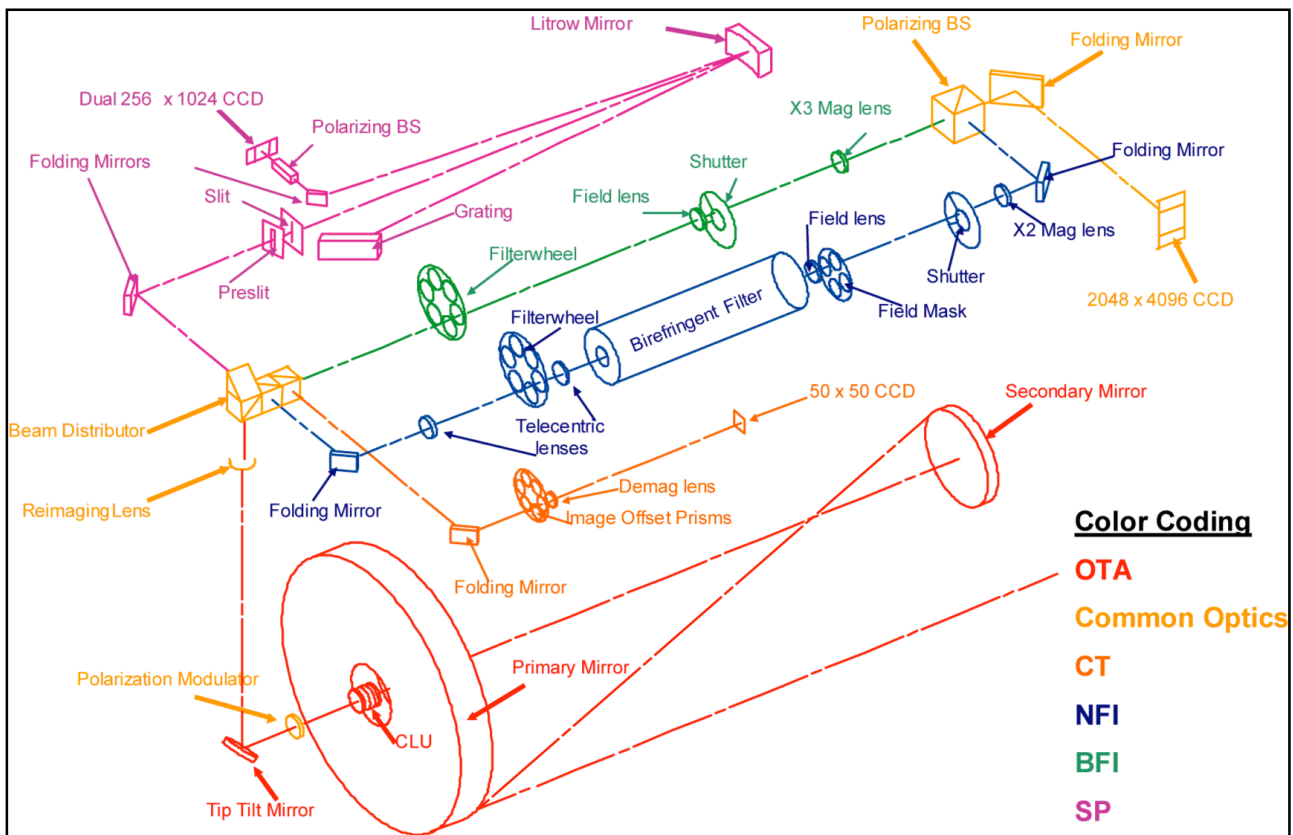 Litrow Mirror
Polarizing BS
Folding Mirror
Dual 256 x 1024 CCD
Polarizing BS
X3 Mag lens
Folding Mirrors
Shutter
Folding Mirror
Slit
Field lens
Grating
Field lens
X2 Mag lens
Preslit
Filterwheel
Shutter
2048 x 4096 CCD
Field Mask
Filterwheel
Birefringent Filter
50 x 50 CCD
Secondary Mirror
Beam Distributor
Telecentric
lenses
Demag lens
Reimaging Lens
Folding Mirror
Image Offset Prisms
Color Coding
OTA
Folding Mirror
Common Optics
Primary Mirror
CT
Polarization Modulator
NFI
CLU
BFI
Tip Tilt Mirror
SP